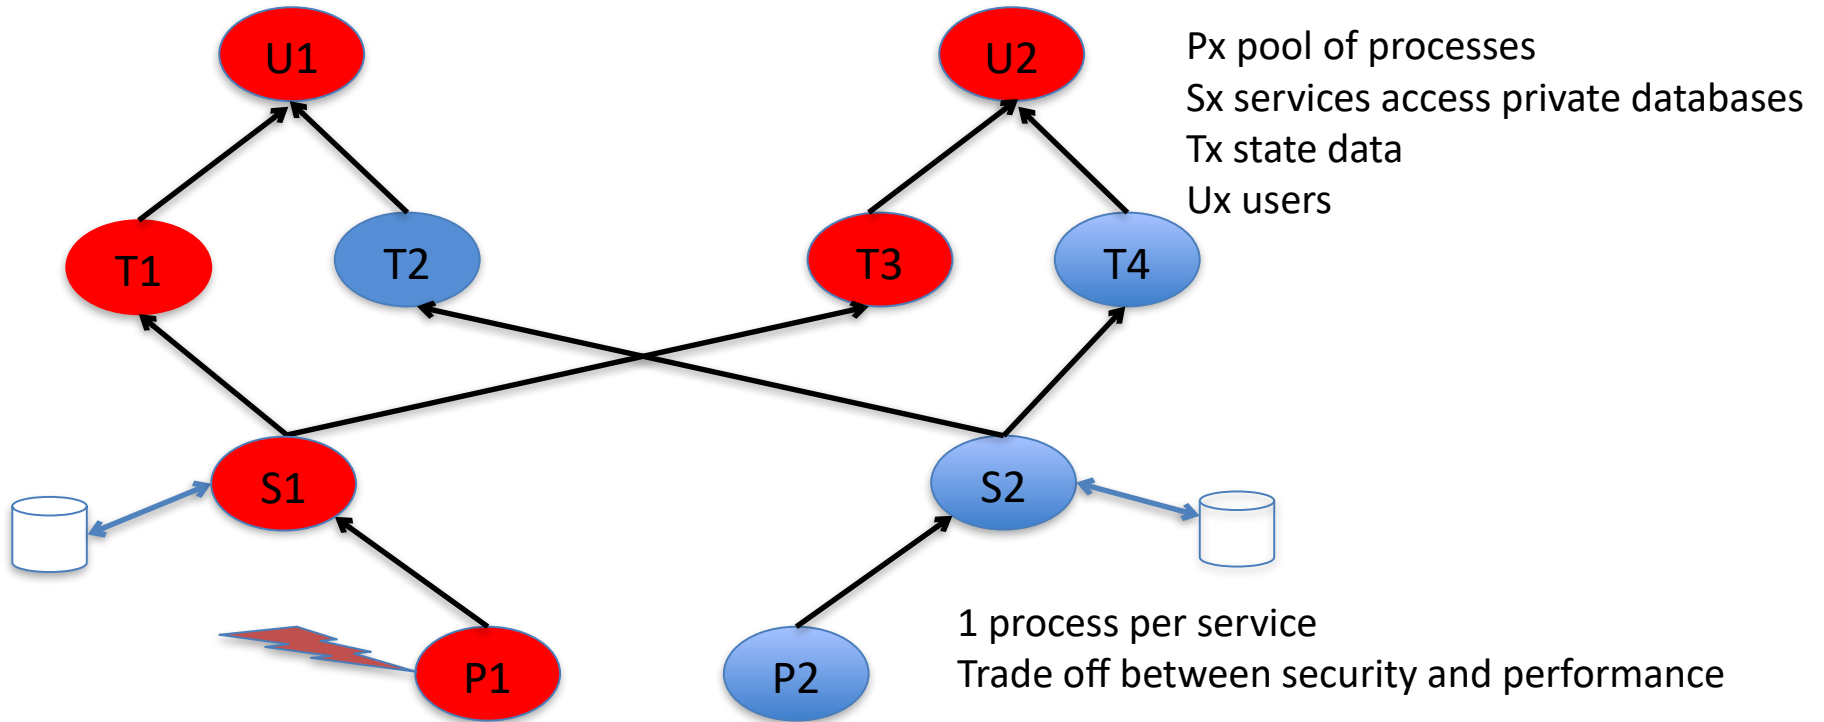 U1
U2
Px pool of processes
Sx services access private databases
Tx state data
Ux users
T1
T2
T3
T4
S1
S2
1 process per service
Trade off between security and performance
P1
P2